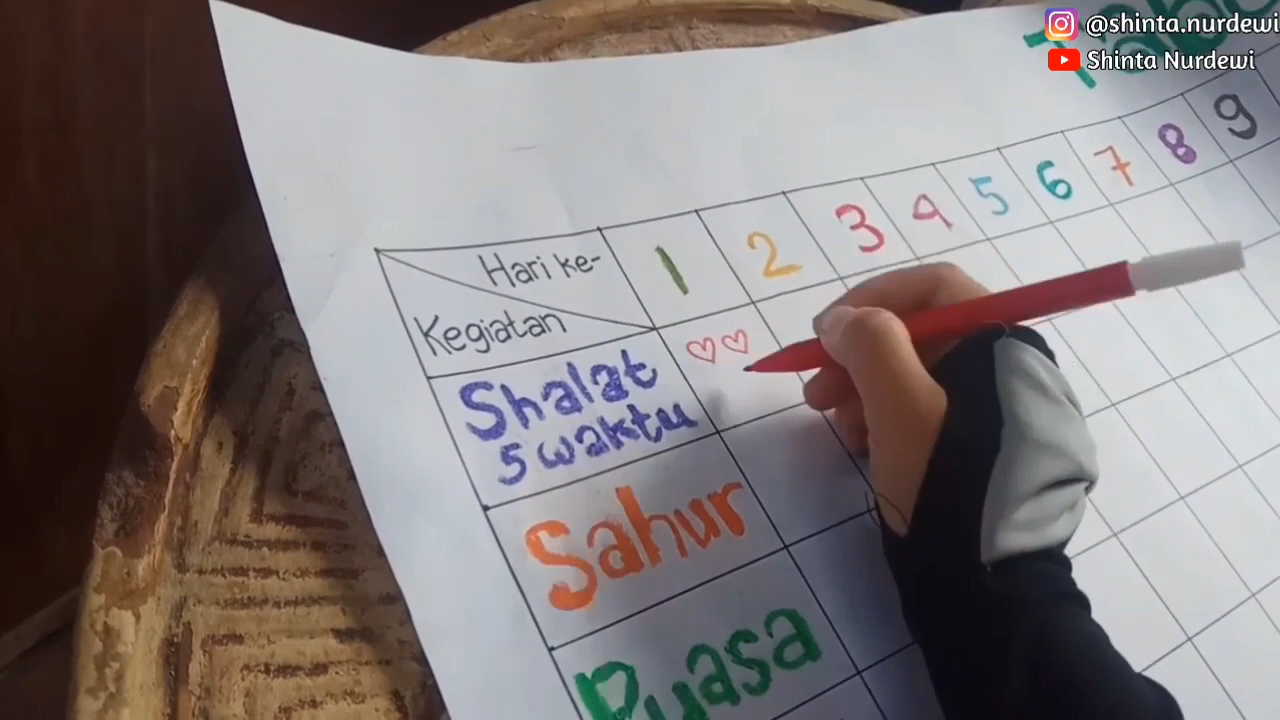 @shinta.nurdewi
Shinta Nurdewi
Hari ke-
1 2 3 4 5 6 7 8 9
Kegiatan
Shalat
5 waktu
Sahur
Puasa